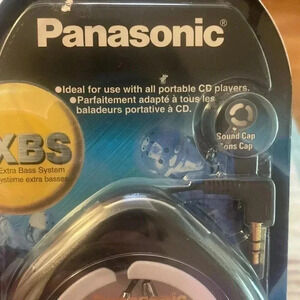 Panasonic®
●Ideal for use with all portable CD players.
●Parfaitement adapté à tous les
baladeurs portative à CD.
Sound Cap
Sons Cap
XBS
Extra Bass System
Système extra basses